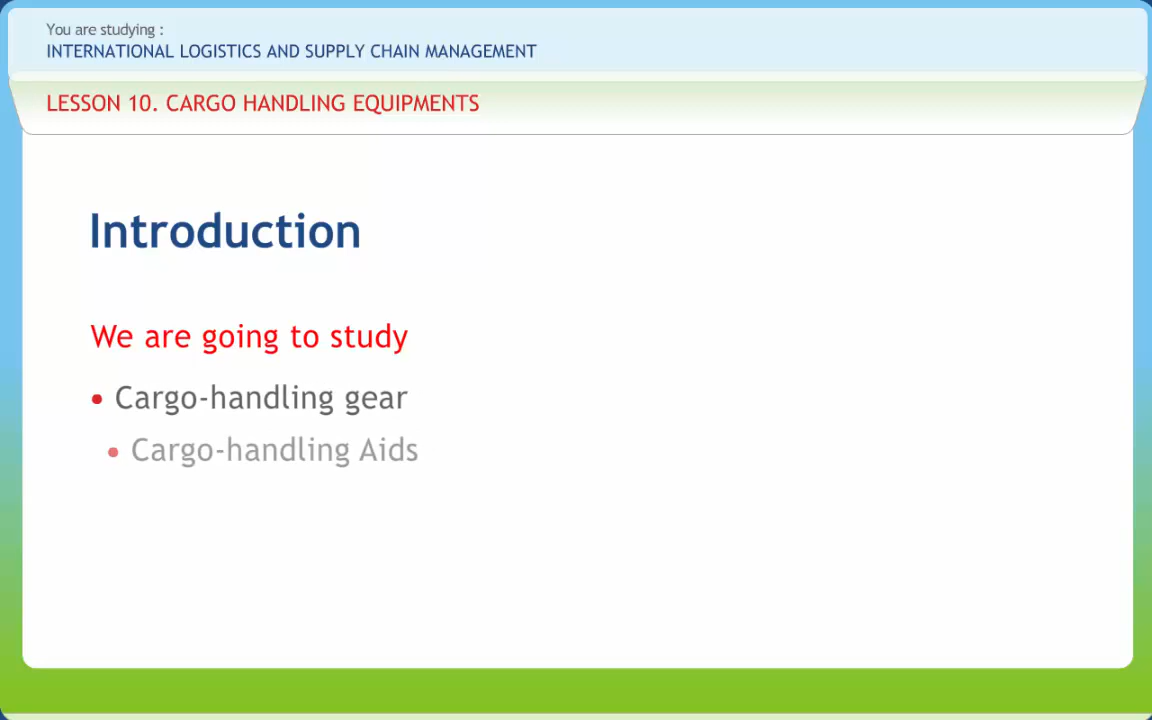 You are studying :
INTERNATIONAL LOGISTICS AND SUPPLY CHAIN MANAGEMENT
LESSON 10. CARGO HANDLING EQUIPMENTS
Introduction
We are going to study
• Cargo-handling gear
• Cargo-handling Aids